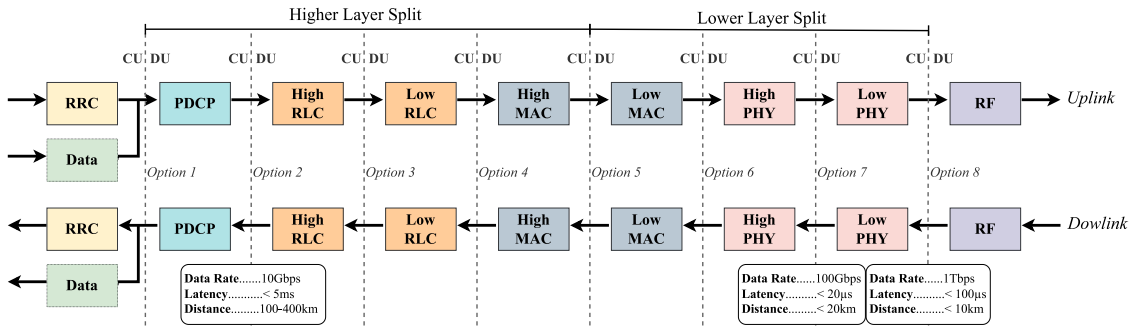 Higher Layer Split
Lower Layer Split
CU DU CU DU CU DU CU DU CU DU CU DU CU DU CU DU
RRC
PDCP
High RLC
Low RLC
High MAC
Low MAC
High PHY
Low PHY
RF
Uplink
Data
Option 1
Option 2
Option 3
Option 4
Option 5
Option 6
Option 7
Option 8
RRC
PDCP
High RLC
Low RLC
High MAC
Low MAC
High PHY
Low PHY
RF
Dowlink
Data
Data Rate.......10Gbps
Latency..........< 5ms
Distance........100-400km
Data Rate.......100Gbps
Latency.........< 20µs
Distance........< 20km
Data Rate.......1Tbps
Latency..........< 100µs
Distance........< 10km